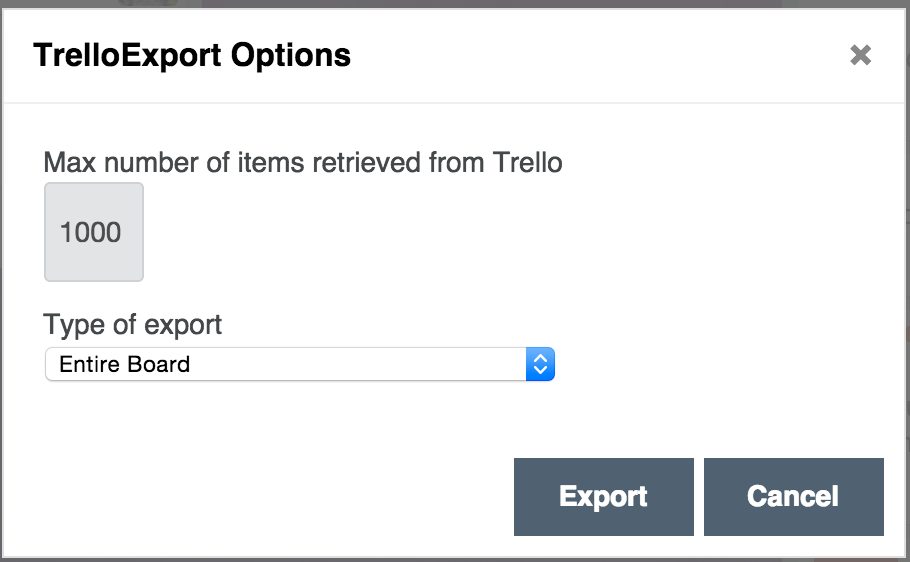 TrelloExport Options
Max number of items retrieved from Trello
1000
Type of export
Entire Board
Export Cancel